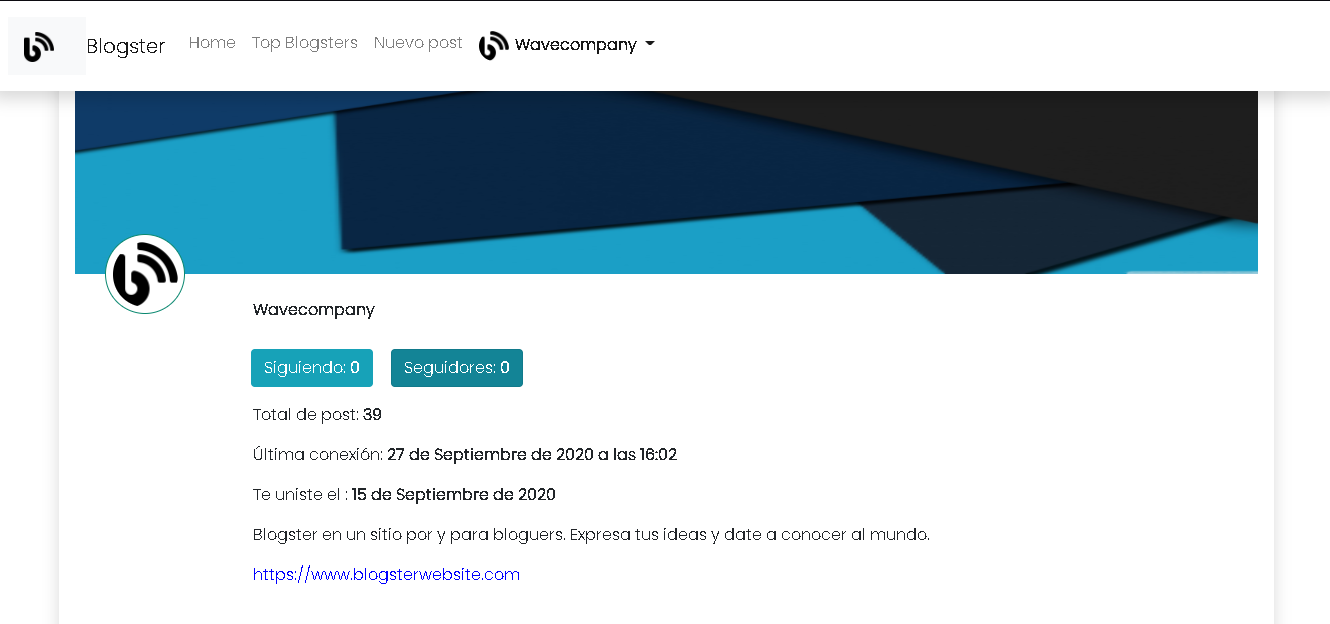 Blogster Home Top Blogsters Nuevo post Wavecompany
Wavecompany
Siguiendo: 0 Seguidores: 0
Total de post: 39
Última conexión: 27 de Septiembre de 2020 a las 16:02
Te uniste el : 15 de Septiembre de 2020
Blogster en un sitio por y para bloguers. Expresa tus ideas y date a conocer al mundo.
https://www.blogsterwebsite.com